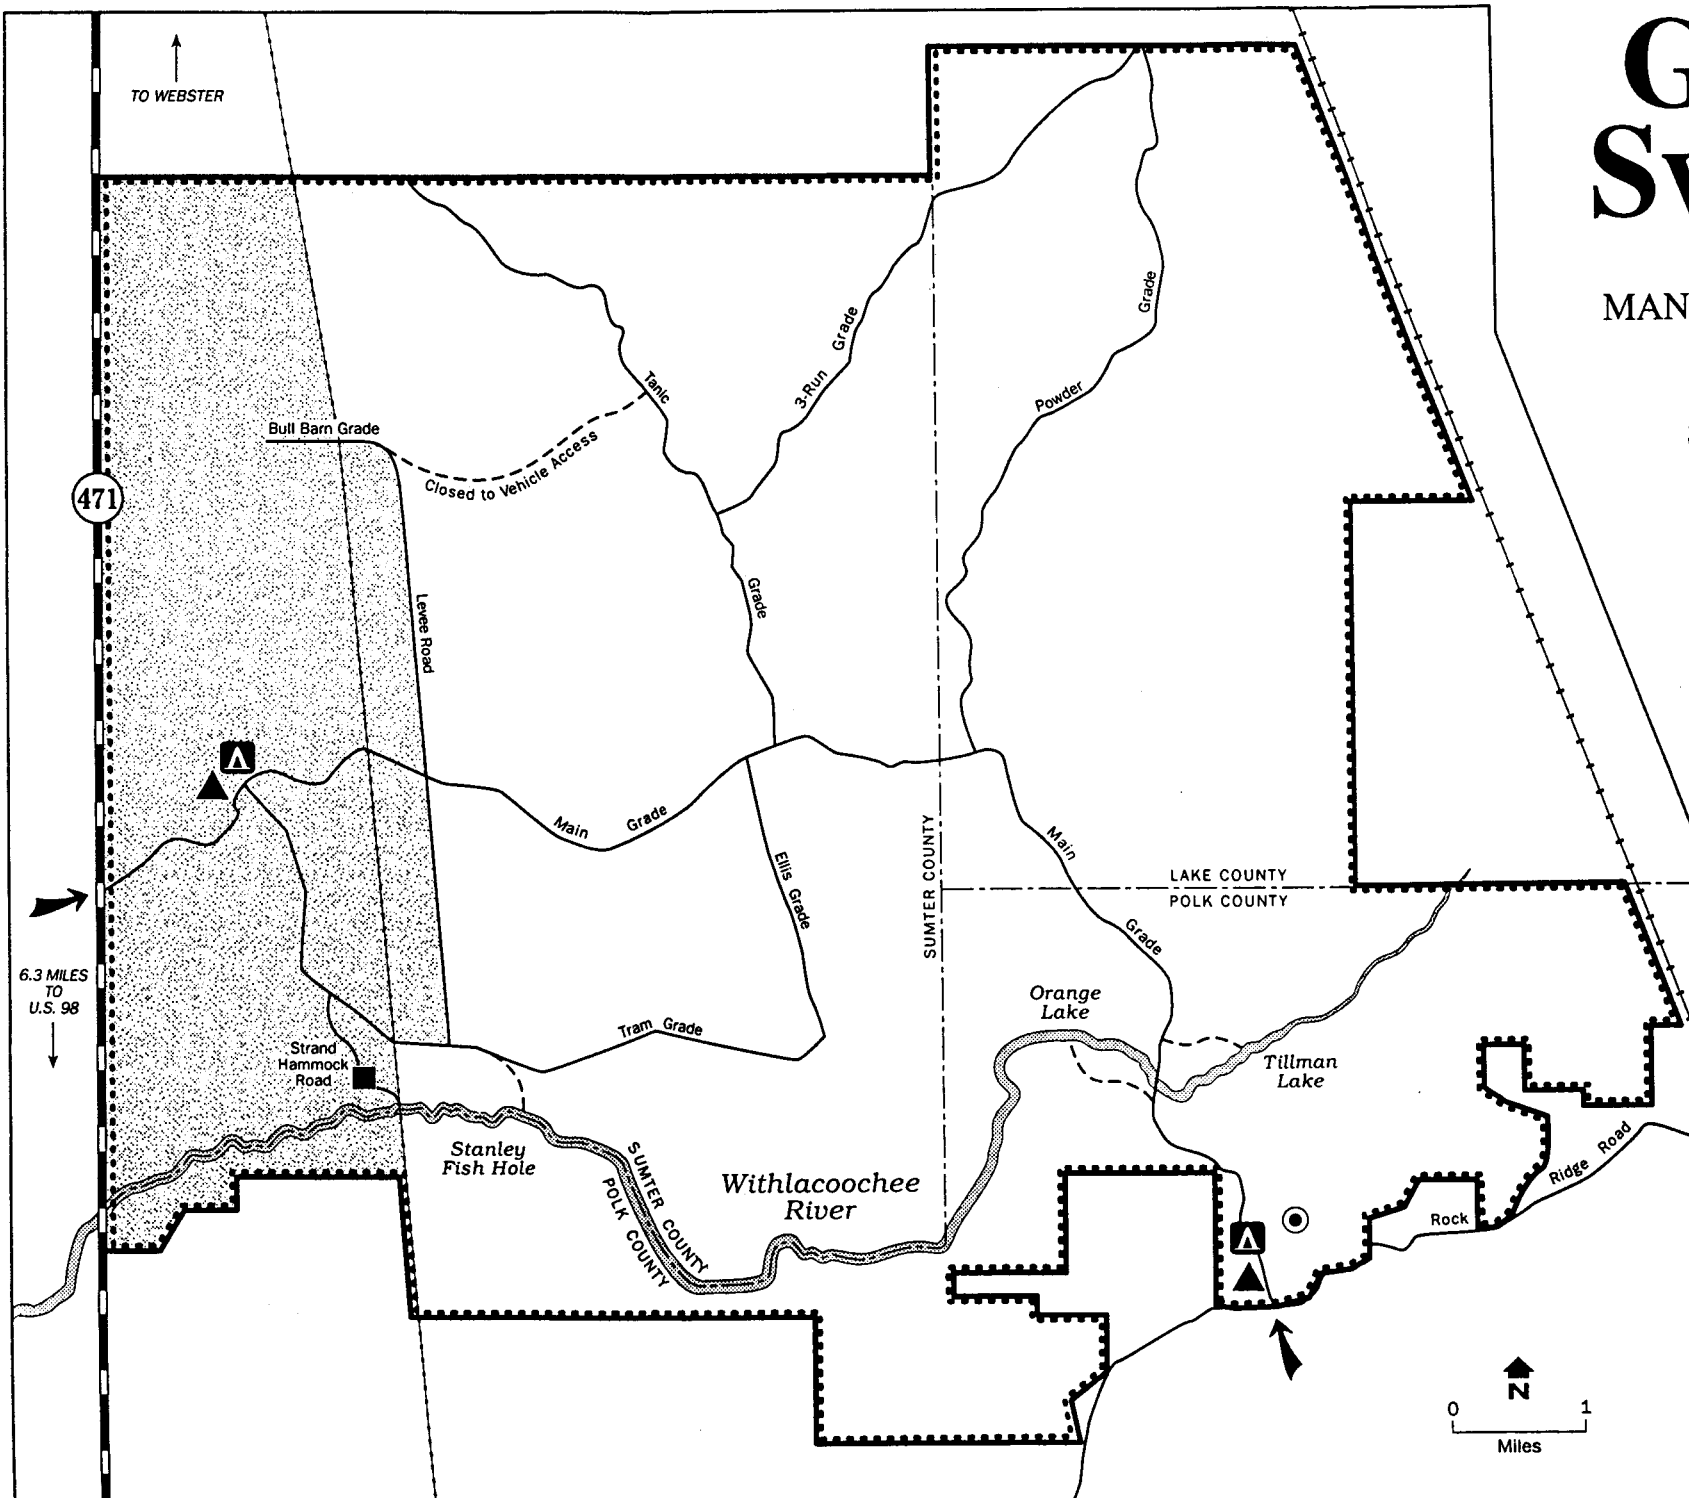 G
Sw
MAN
TO WEBSTER
Bull Barn Grade
Closed to Vehicle Access
Tanic
Grade
3-Run Grade
Powder
Grade
471
Levee Road
Main Grade
Ellis Grade
SUMTER COUNTY
Main
Grade
LAKE COUNTY
POLK COUNTY
6.3 MILES
TO
U.S. 98
Orange
Lake
Tillman
Lake
Tram Grade
Strand
Hammock
Road
Stanley
Fish Hole
SUMTER COUNTY
POLK COUNTY
Withlacoochee
River
Rock
Ridge Road
N
0 1
Miles